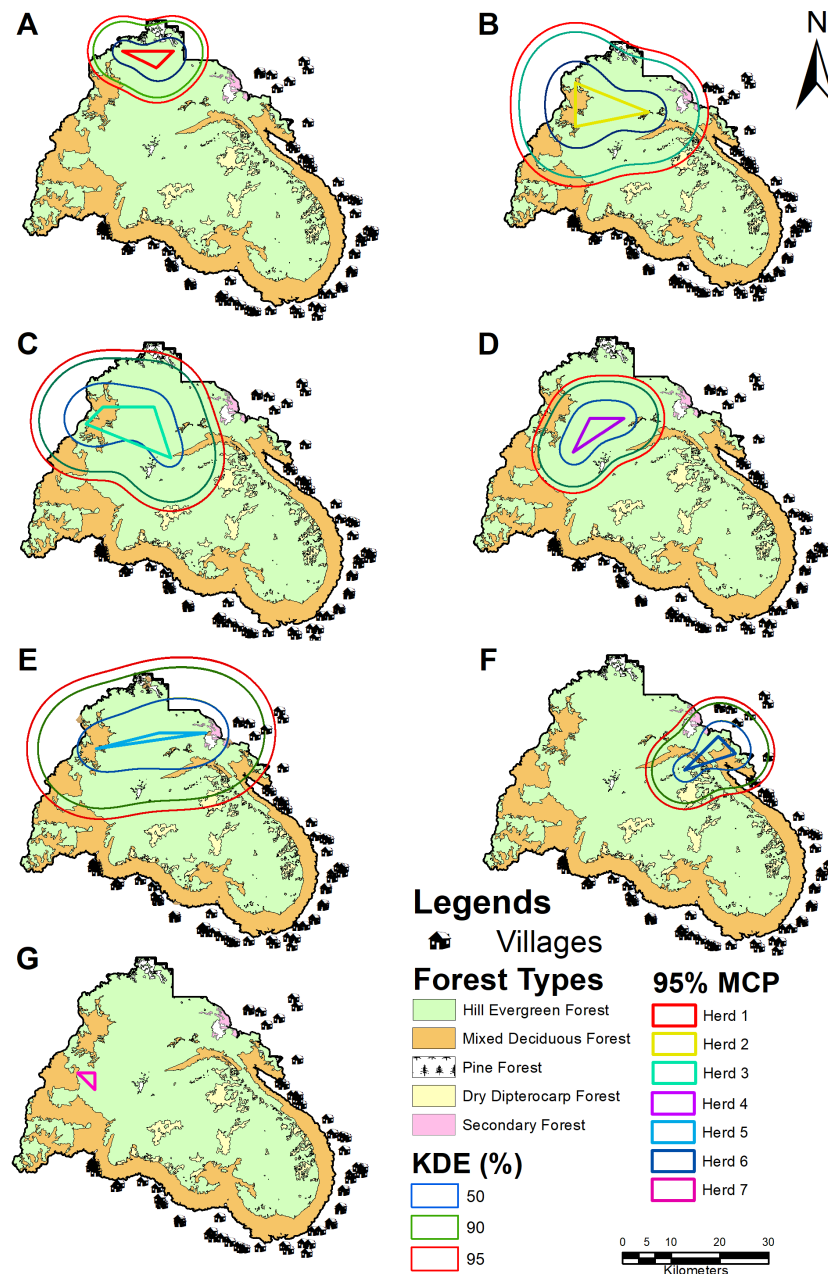 A
B
N
C
D
E
F
G
Legends
Villages
Forest Types
Hill Evergreen Forest
Mixed Deciduous Forest
Pine Forest
Dry Dipterocarp Forest
Secondary Forest
KDE (%)
50
90
95
95% MCP
Herd 1
Herd 2
Herd 3
Herd 4
Herd 5
Herd 6
Herd 7
0 5 10 20 30
Kilometers